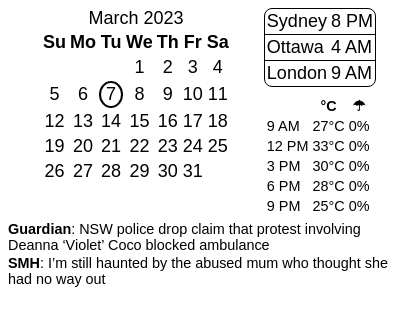 March 2023
Su Mo Tu We Th Fr Sa
1 2 3 4
5 6 7 8 9 10 11
12 13 14 15 16 17 18
19 20 21 22 23 24 25
26 27 28 29 30 31
Sydney 8 PM
Ottawa 4 AM
London 9 AM
°C ☂
9 AM 27°C 0%
12 PM 33°C 0%
3 PM 30°C 0%
6 PM 28°C 0%
9 PM 25°C 0%
Guardian: NSW police drop claim that protest involving
Deanna ‘Violet’ Coco blocked ambulance
SMH: I’m still haunted by the abused mum who thought she
had no way out